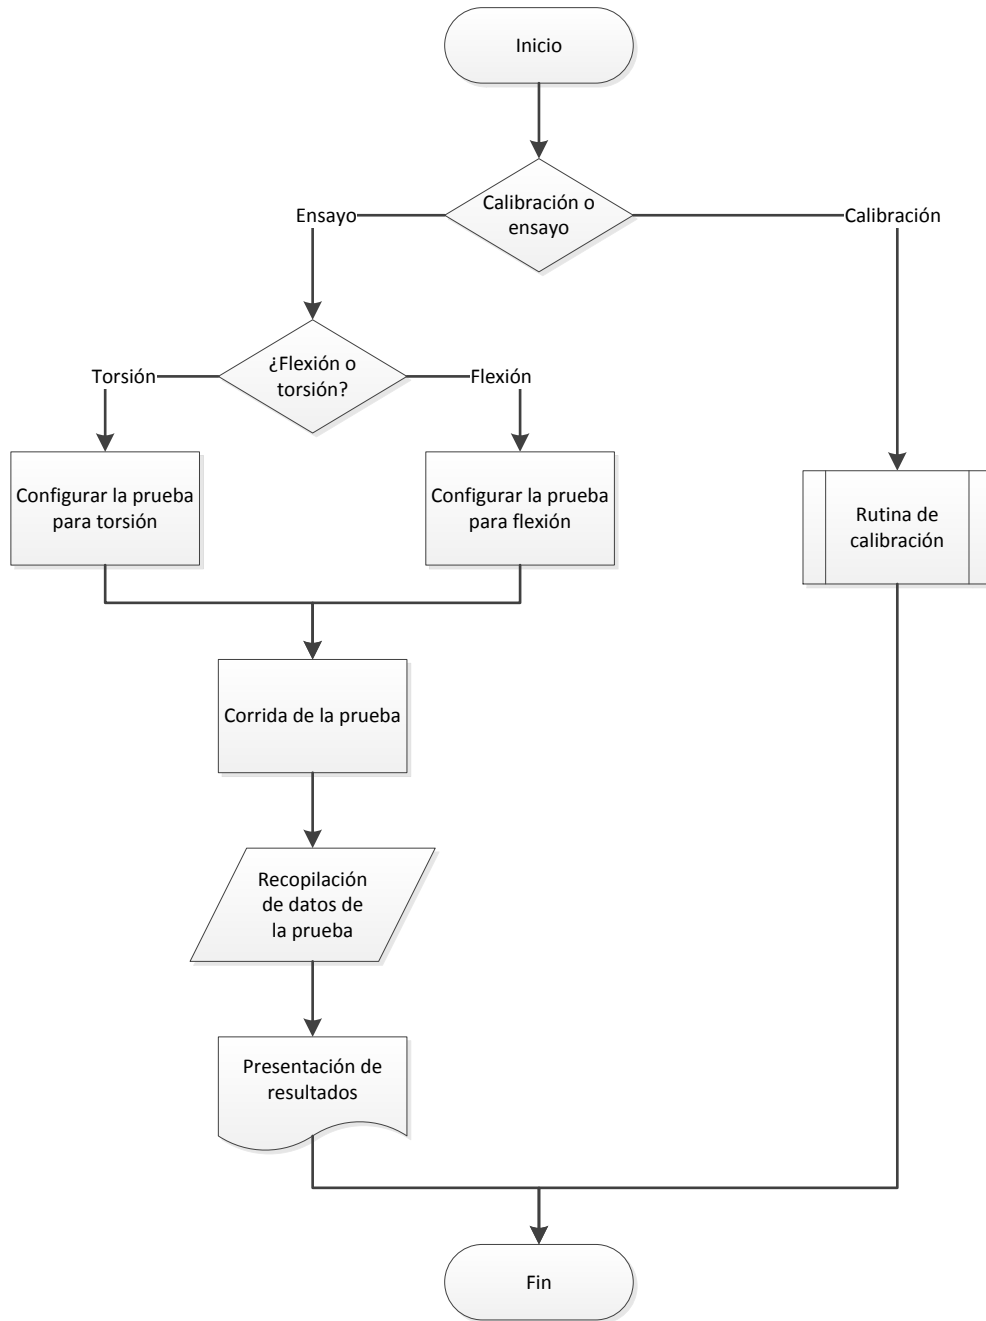 Inicio
Calibración o
ensayo
Ensayo
Calibración
¿Flexión o
torsión?
Torsión
Flexión
Configurar la prueba
para torsión
Configurar la prueba
para flexión
Rutina de
calibración
Corrida de la prueba
Recopilación
de datos de
la prueba
Presentación de
resultados
Fin